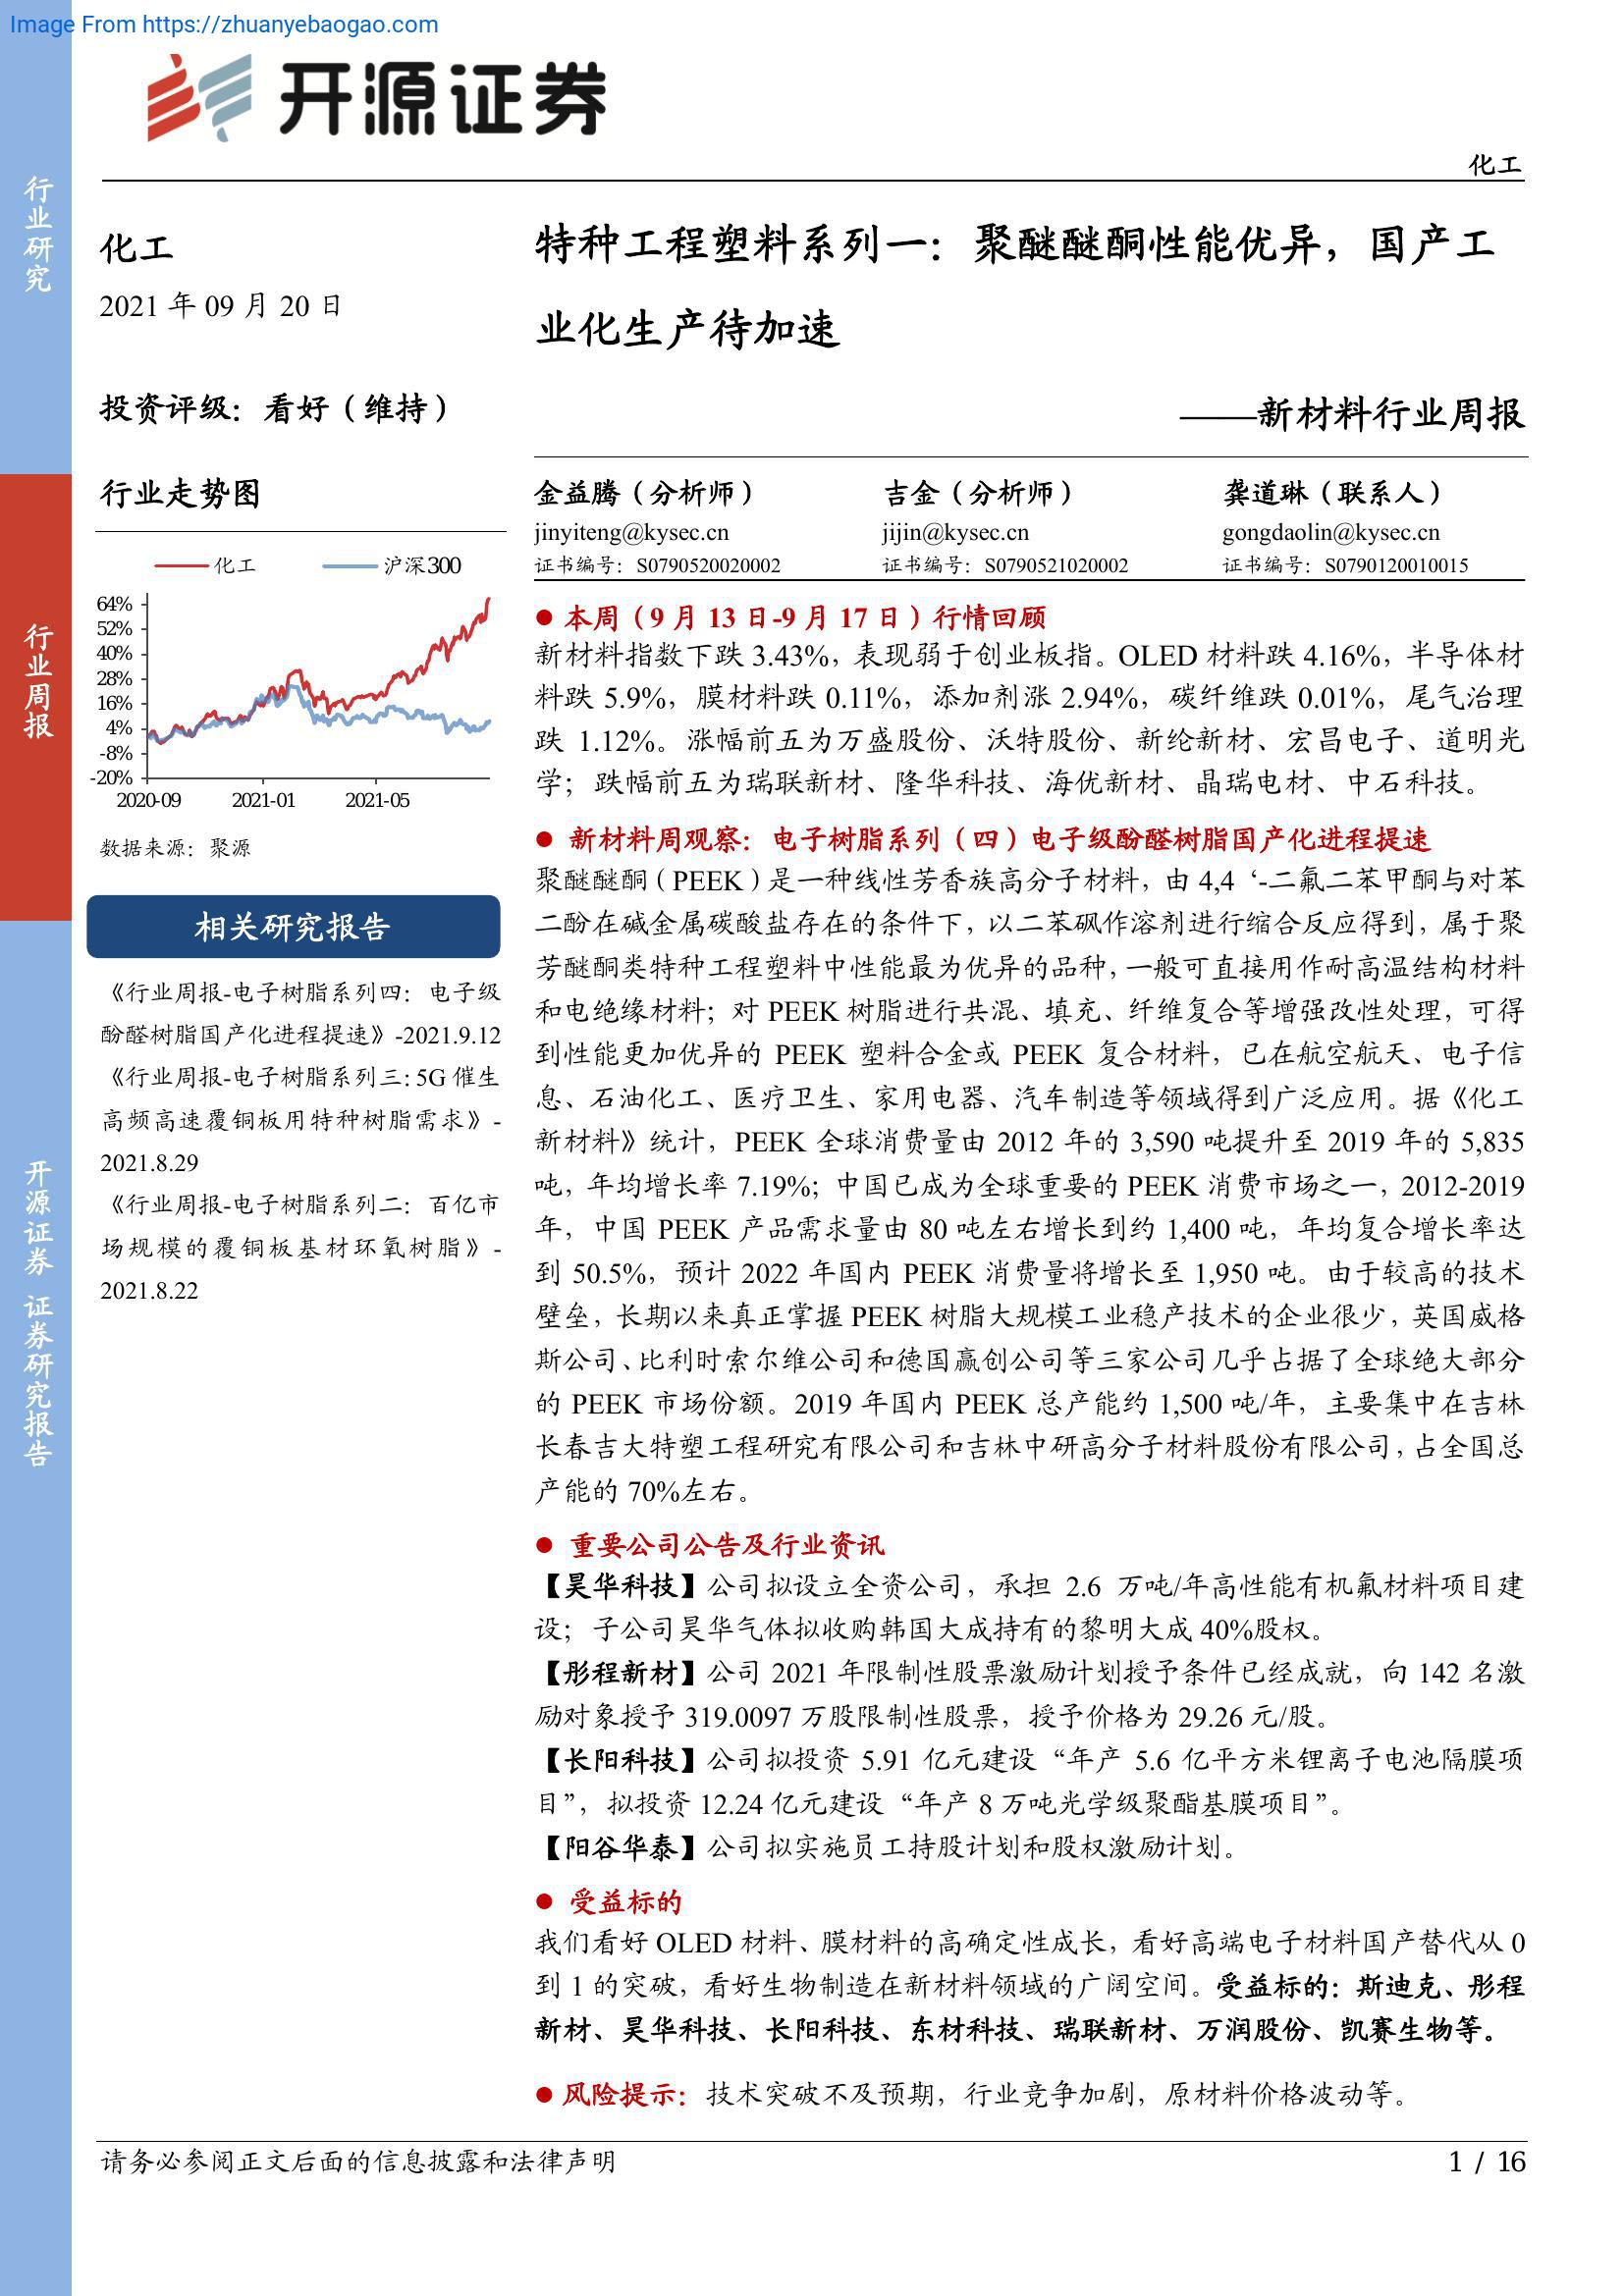 Image From https://zhuanyebaogao.com
开源证券
化工
行业研究
行业周报
开源证券 证券研究报告
化工
2021 年 09 月 20 日
投资评级：看好（维持）
行业走势图
化工 沪深300
64%
52%
40%
28%
16%
4%
-8%
-20%
2020-09 2021-01 2021-05
数据来源：聚源
相关研究报告
《行业周报-电子树脂系列四：电子级
酚醛树脂国产化进程提速》-2021.9.12
《行业周报-电子树脂系列三：5G 催生
高频高速覆铜板用特种树脂需求》-
2021.8.29
《行业周报-电子树脂系列二：百亿市
场规模的覆铜板基材环氧树脂》-
2021.8.22
特种工程塑料系列一：聚醚醚酮性能优异，国产工
业化生产待加速
——新材料行业周报
金益腾（分析师） 吉金（分析师） 龚道琳（联系人）
jinyiteng@kysec.cn jijin@kysec.cn gongdaolin@kysec.cn
证书编号：S0790520020002 证书编号：S0790521020002 证书编号：S0790120010015
● 本周（9 月 13 日-9 月 17 日）行情回顾
新材料指数下跌 3.43%，表现弱于创业板指。OLED 材料跌 4.16%，半导体材
料跌 5.9%，膜材料跌 0.11%，添加剂涨 2.94%，碳纤维跌 0.01%，尾气治理
跌 1.12%。涨幅前五为万盛股份、沃特股份、新纶新材、宏昌电子、道明光
学；跌幅前五为瑞联新材、隆华科技、海优新材、晶瑞电材、中石科技。
● 新材料周观察：电子树脂系列（四）电子级酚醛树脂国产化进程提速
聚醚醚酮（PEEK）是一种线性芳香族高分子材料，由 4,4‘-二氟二苯甲酮与对苯
二酚在碱金属碳酸盐存在的条件下，以二苯砜作溶剂进行缩合反应得到，属于聚
芳醚酮类特种工程塑料中性能最为优异的品种，一般可直接用作耐高温结构材料
和电绝缘材料；对 PEEK 树脂进行共混、填充、纤维复合等增强改性处理，可得
到性能更加优异的 PEEK 塑料合金或 PEEK 复合材料，已在航空航天、电子信
息、石油化工、医疗卫生、家用电器、汽车制造等领域得到广泛应用。据《化工
新材料》统计，PEEK 全球消费量由 2012 年的 3,590 吨提升至 2019 年的 5,835
吨，年均增长率 7.19%；中国已成为全球重要的 PEEK 消费市场之一，2012-2019
年，中国 PEEK 产品需求量由 80 吨左右增长到约 1,400 吨，年均复合增长率达
到 50.5%，预计 2022 年国内 PEEK 消费量将增长至 1,950 吨。由于较高的技术
壁垒，长期以来真正掌握 PEEK 树脂大规模工业稳产技术的企业很少，英国威格
斯公司、比利时索尔维公司和德国赢创公司等三家公司几乎占据了全球绝大部分
的 PEEK 市场份额。2019 年国内 PEEK 总产能约 1,500 吨/年，主要集中在吉林
长春吉大特塑工程研究有限公司和吉林中研高分子材料股份有限公司，占全国总
产能的 70%左右。
● 重要公司公告及行业资讯
【昊华科技】公司拟设立全资公司，承担 2.6 万吨/年高性能有机氟材料项目建
设；子公司昊华气体拟收购韩国大成持有的黎明大成 40%股权。
【彤程新材】公司 2021 年限制性股票激励计划授予条件已经成就，向 142 名激
励对象授予 319.0097 万股限制性股票，授予价格为 29.26 元/股。
【长阳科技】公司拟投资 5.91 亿元建设“年产 5.6 亿平方米锂离子电池隔膜项
目”，拟投资 12.24 亿元建设“年产 8 万吨光学级聚酯基膜项目”。
【阳谷华泰】公司拟实施员工持股计划和股权激励计划。
● 受益标的
我们看好 OLED 材料、膜材料的高确定性成长，看好高端电子材料国产替代从 0
到 1 的突破，看好生物制造在新材料领域的广阔空间。受益标的：斯迪克、彤程
新材、昊华科技、长阳科技、东材科技、瑞联新材、万润股份、凯赛生物等。
● 风险提示：技术突破不及预期，行业竞争加剧，原材料价格波动等。
请务必参阅正文后面的信息披露和法律声明
1 / 16